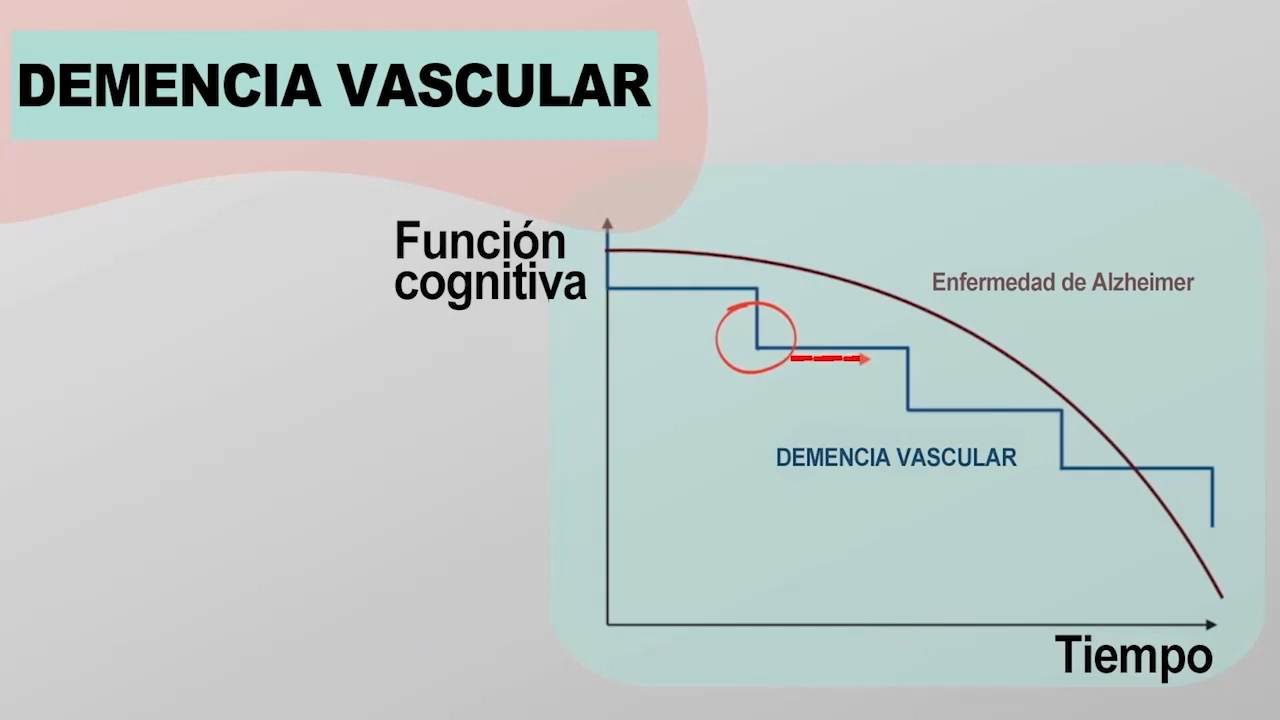 DEMENCIA VASCULAR
Función
cognitiva
Enfermedad de Alzheimer
DEMENCIA VASCULAR
Tiempo